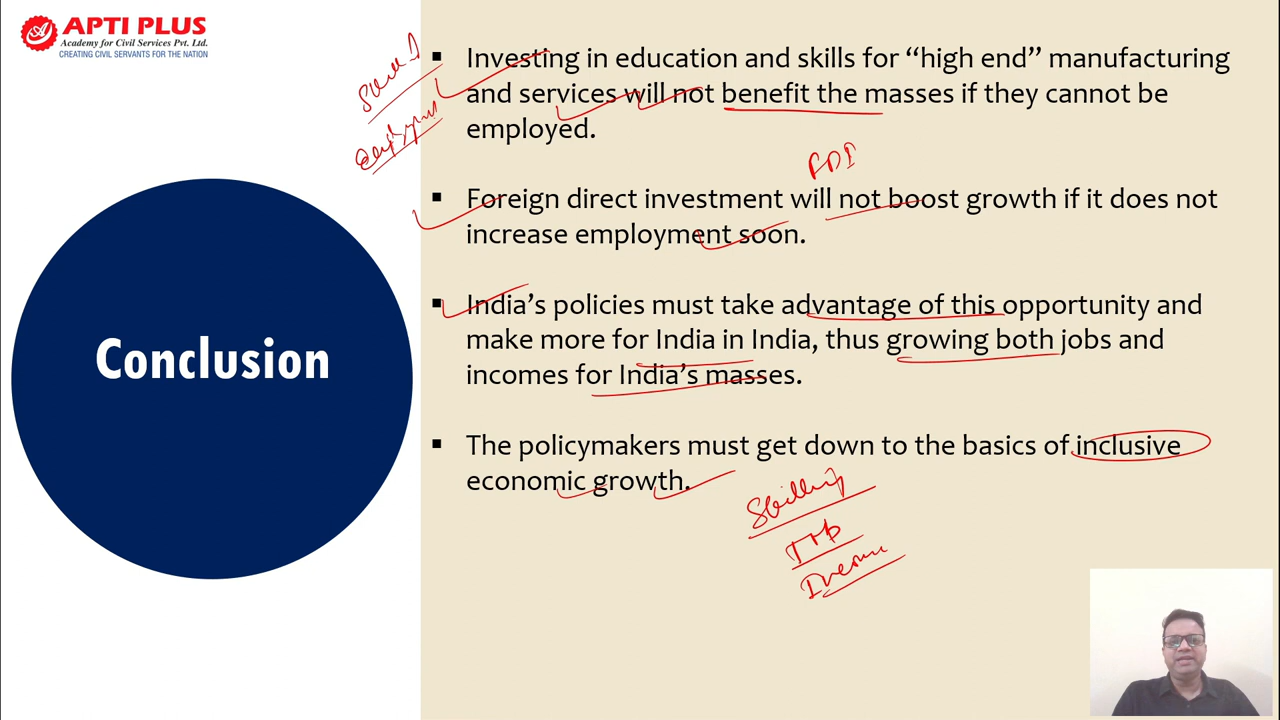 APTI PLUS
Academy for Civil Services Pvt. Ltd.
CREATING CIVIL SERVANTS FOR THE NATION
Conclusion
▪ Investing in education and skills for “high end” manufacturing
and services will not benefit the masses if they cannot be
employed.
FDI
▪ Foreign direct investment will not boost growth if it does not
increase employment soon.
▪ India’s policies must take advantage of this opportunity and
make more for India in India, thus growing both jobs and
incomes for India’s masses.
▪ The policymakers must get down to the basics of inclusive
economic growth.
Skilling
Income